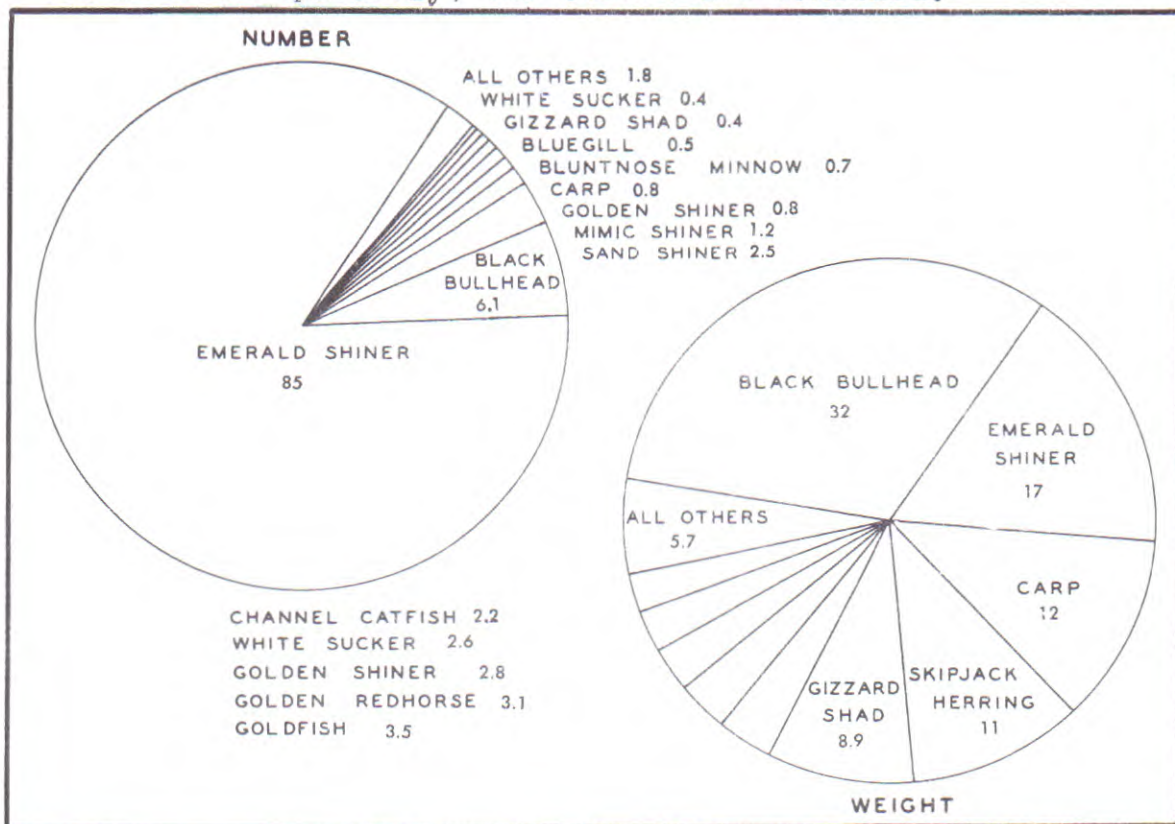 NUMBER
ALL OTHERS 1.8
WHITE SUCKER 0.4
GIZZARD SHAD 0.4
BLUEGILL 0.5
BLUNTNOSE MINNOW 0.7
CARP 0.8
GOLDEN SHINER 0.8
MIMIC SHINER 1.2
SAND SHINER 2.5
BLACK
BULLHEAD
6.1
EMERALD SHINER
85
BLACK BULLHEAD
32
EMERALD
SHINER
17
ALL OTHERS
5.7
CARP
12
SKIPJACK
HERRING
11
GIZZARD
SHAD
8.9
CHANNEL CATFISH 2.2
WHITE SUCKER 2.6
GOLDEN SHINER 2.8
GOLDEN REDHORSE 3.1
GOLDFISH 3.5
WEIGHT